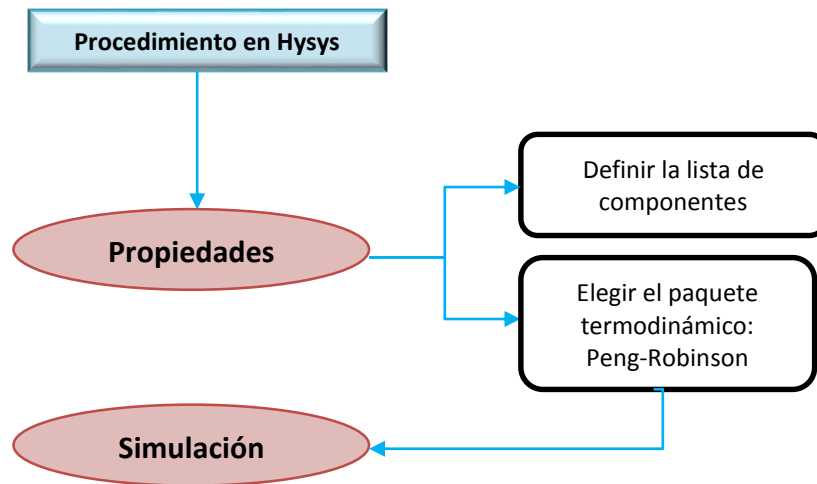 Procedimiento en Hysys
Definir la lista de
componentes
Propiedades
Elegir el paquete
termodinámico:
Peng-Robinson
Simulación